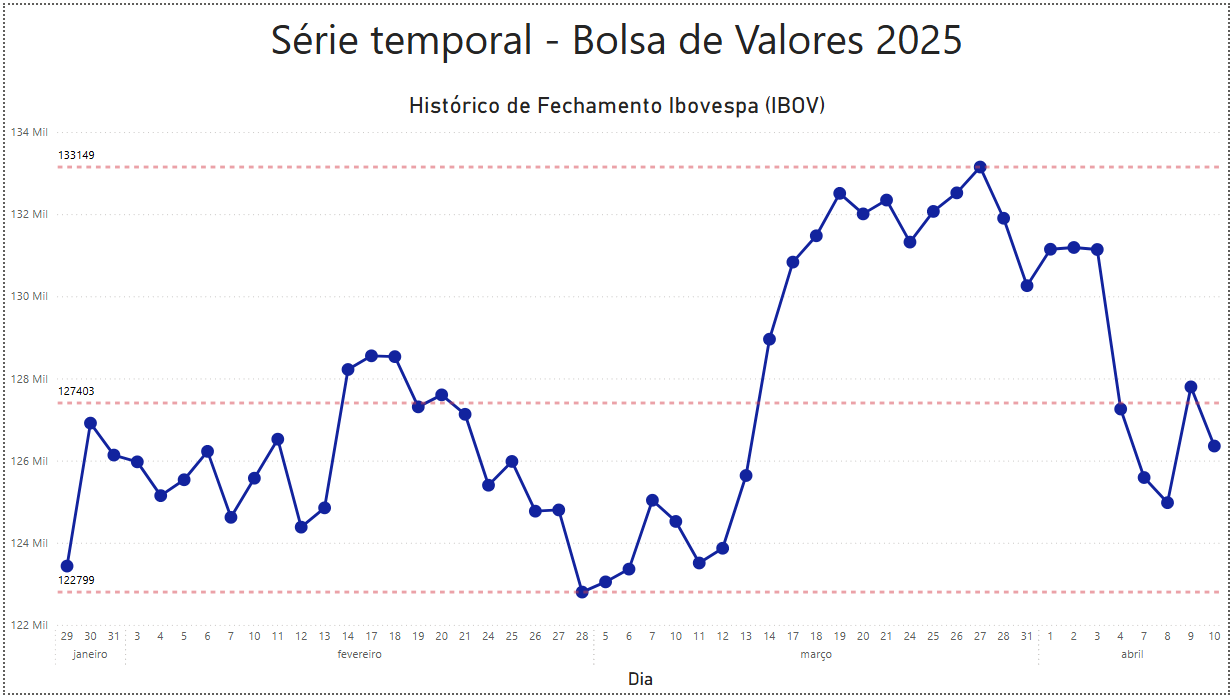 Série temporal - Bolsa de Valores 2025
Histórico de Fechamento Ibovespa (IBOV)
134 Mil
133149
132 Mil
130 Mil
128 Mil
127403
126 Mil
124 Mil
122799
122 Mil
29 30 31 3 4 5 6 7 10 11 12 13 14 17 18 19 20 21 24 25 26 27 28 5 6 7 10 11 12 13 14 17 18 19 20 21 24 25 26 27 28 31 1 2 3 4 7 8 9 10
janeiro fevereiro março abril
Dia